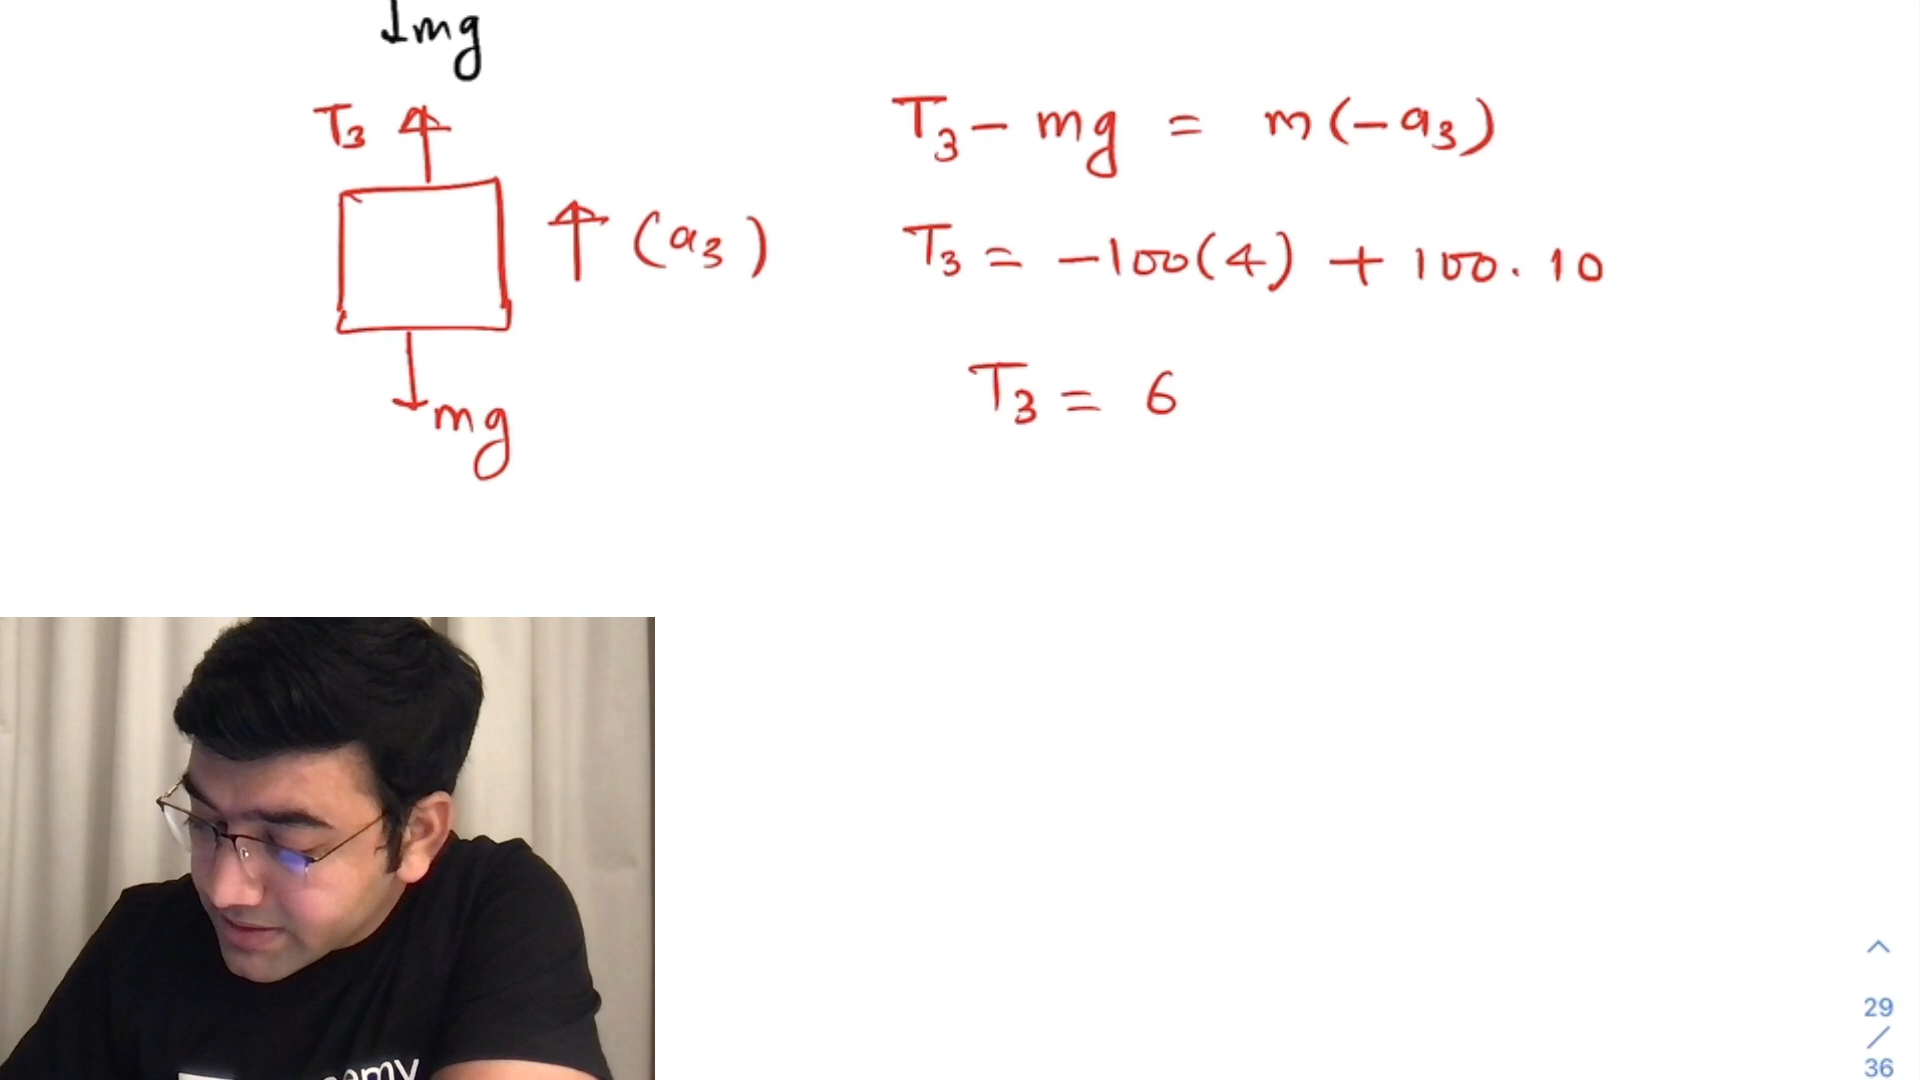 mg
T₃
(a₃)
mg
T₃ - mg = m(-a₃)
T₃ = -100(4) + 100.10
T₃ = 6
29
/
36